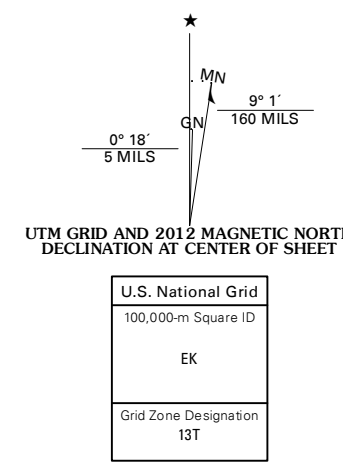 ★
MN
9° 1´
160 MILS
GN
0° 18´
5 MILS
UTM GRID AND 2012 MAGNETIC NORTH
DECLINATION AT CENTER OF SHEET
U.S. National Grid
100,000-m Square ID
EK
Grid Zone Designation
13T